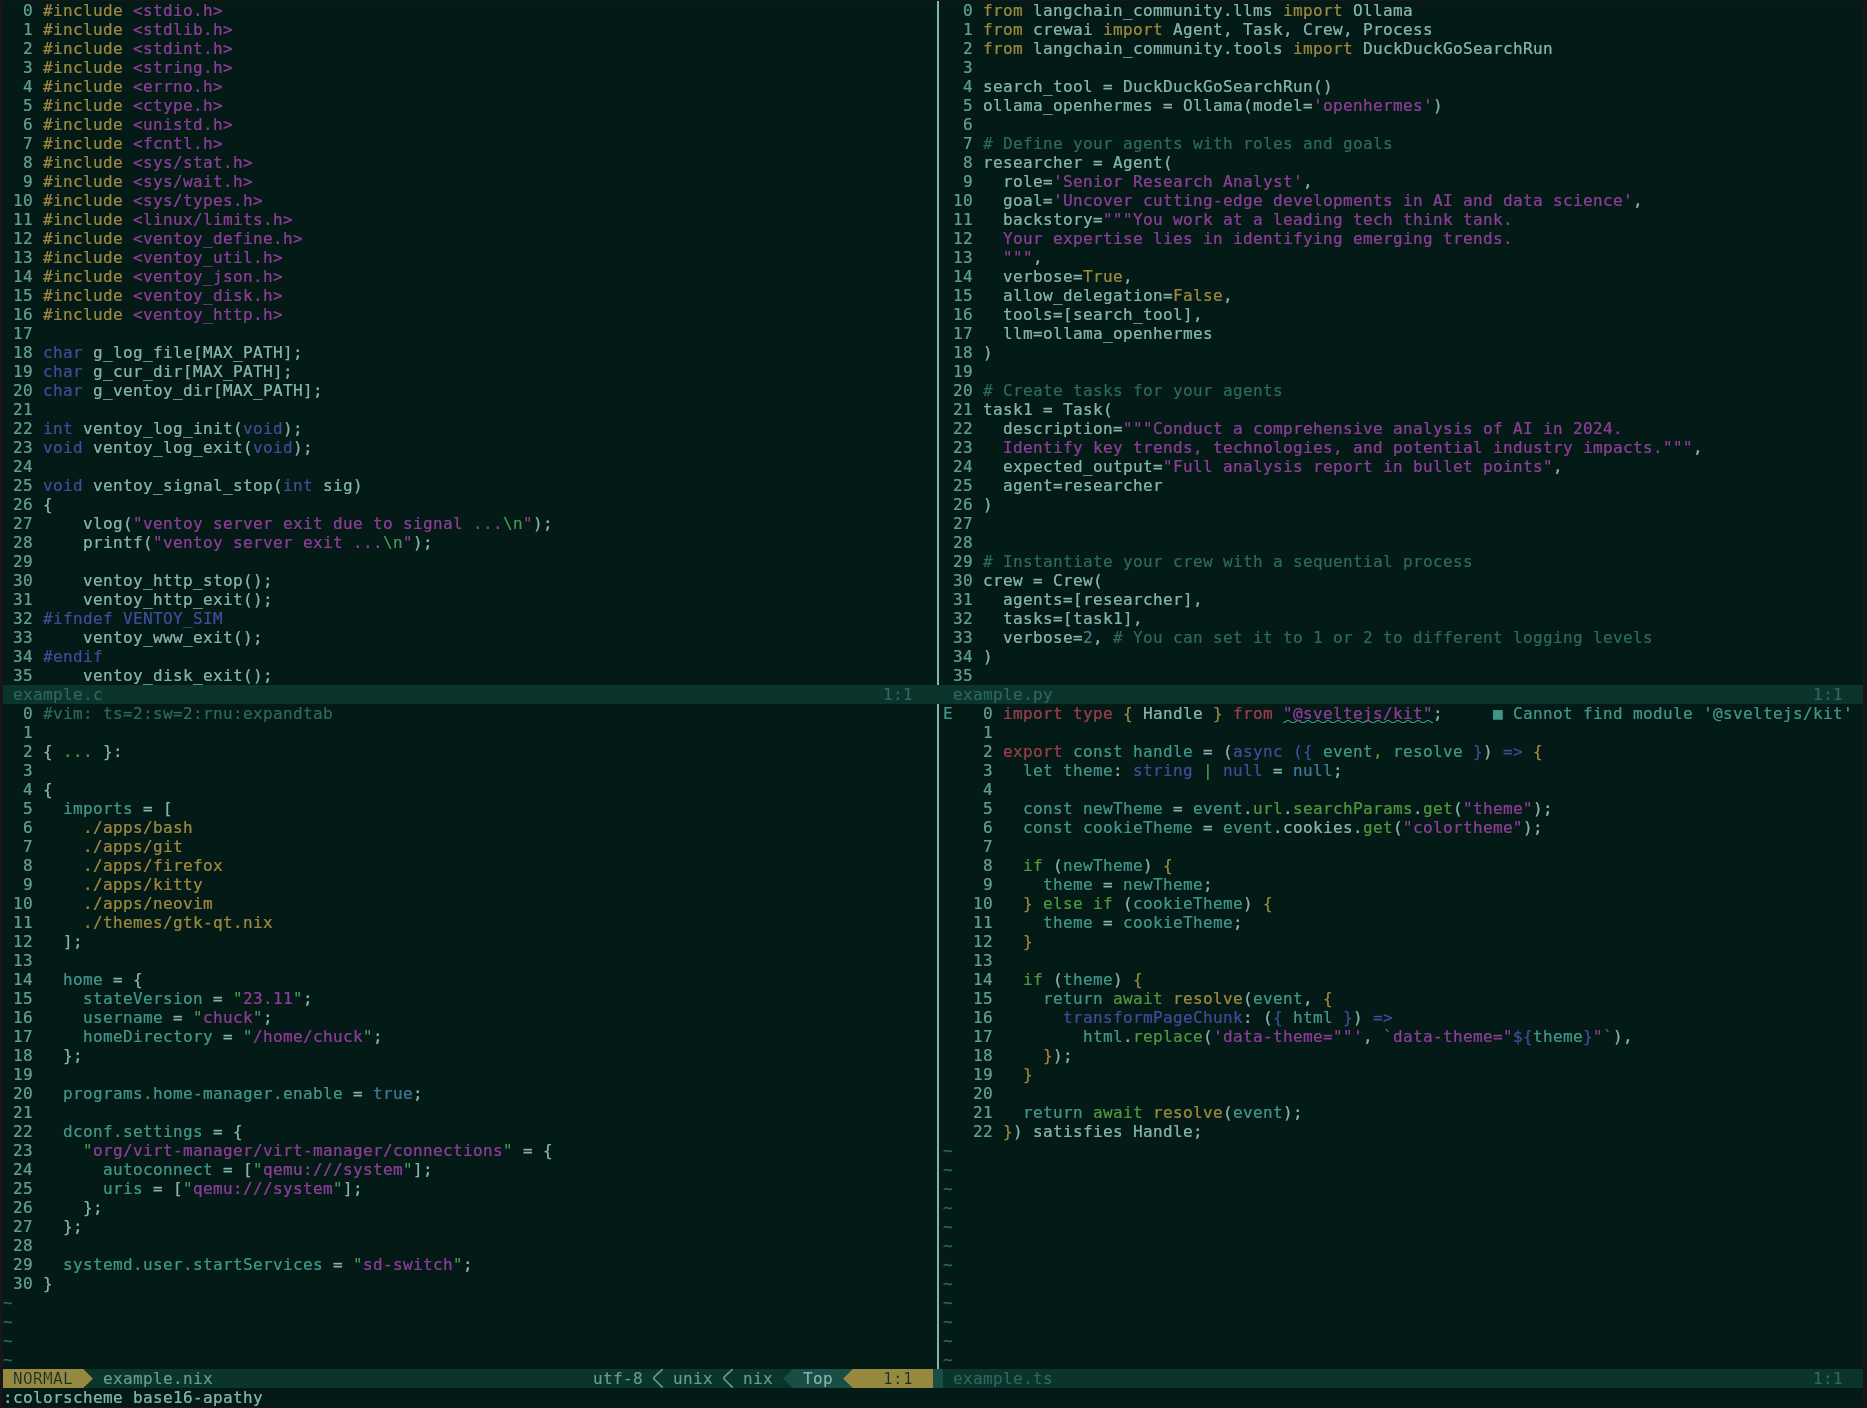 0 #include <stdio.h>
1 #include <stdlib.h>
2 #include <stdint.h>
3 #include <string.h>
4 #include <errno.h>
5 #include <ctype.h>
6 #include <unistd.h>
7 #include <fcntl.h>
8 #include <sys/stat.h>
9 #include <sys/wait.h>
10 #include <sys/types.h>
11 #include <linux/limits.h>
12 #include <ventoy_define.h>
13 #include <ventoy_util.h>
14 #include <ventoy_json.h>
15 #include <ventoy_disk.h>
16 #include <ventoy_http.h>
17
18 char g_log_file[MAX_PATH];
19 char g_cur_dir[MAX_PATH];
20 char g_ventoy_dir[MAX_PATH];
21
22 int ventoy_log_init(void);
23 void ventoy_log_exit(void);
24
25 void ventoy_signal_stop(int sig)
26 {
27     vlog("ventoy server exit due to signal ...\n");
28     printf("ventoy server exit ...\n");
29
30     ventoy_http_stop();
31     ventoy_http_exit();
32 #ifndef VENTOY_SIM
33     ventoy_www_exit();
34 #endif
35     ventoy_disk_exit();
example.c 1:1
0 from langchain_community.llms import Ollama
1 from crewai import Agent, Task, Crew, Process
2 from langchain_community.tools import DuckDuckGoSearchRun
3
4 search_tool = DuckDuckGoSearchRun()
5 ollama_openhermes = Ollama(model='openhermes')
6
7 # Define your agents with roles and goals
8 researcher = Agent(
9   role='Senior Research Analyst',
10   goal='Uncover cutting-edge developments in AI and data science',
11   backstory="""You work at a leading tech think tank.
12   Your expertise lies in identifying emerging trends.
13   """,
14   verbose=True,
15   allow_delegation=False,
16   tools=[search_tool],
17   llm=ollama_openhermes
18 )
19
20 # Create tasks for your agents
21 task1 = Task(
22   description="""Conduct a comprehensive analysis of AI in 2024.
23   Identify key trends, technologies, and potential industry impacts.""",
24   expected_output="Full analysis report in bullet points",
25   agent=researcher
26 )
27
28
29 # Instantiate your crew with a sequential process
30 crew = Crew(
31   agents=[researcher],
32   tasks=[task1],
33   verbose=2, # You can set it to 1 or 2 to different logging levels
34 )
35
example.py 1:1
0 #vim: ts=2:sw=2:rnu:expandtab
1
2 { ... }:
3
4 {
5   imports = [
6     ./apps/bash
7     ./apps/git
8     ./apps/firefox
9     ./apps/kitty
10     ./apps/neovim
11     ./themes/gtk-qt.nix
12   ];
13
14   home = {
15     stateVersion = "23.11";
16     username = "chuck";
17     homeDirectory = "/home/chuck";
18   };
19
20   programs.home-manager.enable = true;
21
22   dconf.settings = {
23     "org/virt-manager/virt-manager/connections" = {
24       autoconnect = ["qemu:///system"];
25       uris = ["qemu:///system"];
26     };
27   };
28
29   systemd.user.startServices = "sd-switch";
30 }
~
~
~
~
NORMAL example.nix utf-8 unix nix Top 1:1
E 0 import type { Handle } from "@sveltejs/kit"; ■ Cannot find module '@sveltejs/kit'
1
2 export const handle = (async ({ event, resolve }) => {
3   let theme: string | null = null;
4
5   const newTheme = event.url.searchParams.get("theme");
6   const cookieTheme = event.cookies.get("colortheme");
7
8   if (newTheme) {
9     theme = newTheme;
10   } else if (cookieTheme) {
11     theme = cookieTheme;
12   }
13
14   if (theme) {
15     return await resolve(event, {
16       transformPageChunk: ({ html }) =>
17         html.replace('data-theme=""', `data-theme="${theme}"`),
18     });
19   }
20
21   return await resolve(event);
22 }) satisfies Handle;
~
~
~
~
~
~
~
~
~
~
~
~
example.ts 1:1
:colorscheme base16-apathy